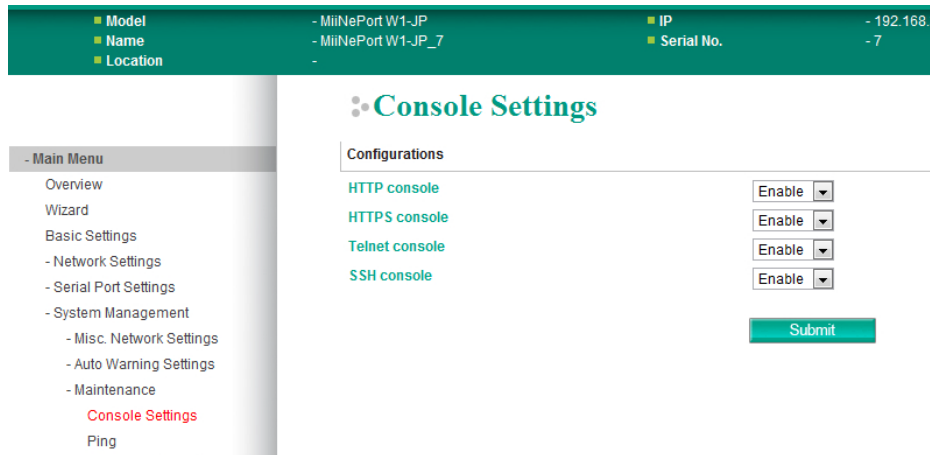 Model - MiiNePort W1-JP IP - 192.168.
Name - MiiNePort W1-JP_7 Serial No. - 7
Location -
Console Settings
- Main Menu
Overview
Wizard
Basic Settings
- Network Settings
- Serial Port Settings
- System Management
- Misc. Network Settings
- Auto Warning Settings
- Maintenance
Console Settings
Ping
Configurations
HTTP console Enable
HTTPS console Enable
Telnet console Enable
SSH console Enable
Submit